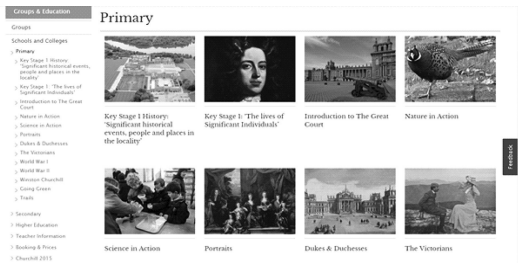 Groups & Education
Groups
Schools and Colleges
Primary
Key Stage 1 History:
'Significant historical events,
people and places in the
locality'
Key Stage 1: 'The lives of
Significant Individuals'
Introduction to The Great
Court
Nature in Action
Science in Action
Portraits
Dukes & Duchesses
The Victorians
World War I
World War II
Winston Churchill
Going Green
Trails
Secondary
Higher Education
Teacher Information
Booking & Prices
Churchill 2015
Primary
Key Stage 1 History:
'Significant historical
events, people and places in
the locality'
Key Stage 1: 'The lives of
Significant Individuals'
Introduction to The Great
Court
Nature in Action
Science in Action
Portraits
Dukes & Duchesses
The Victorians
Feedback